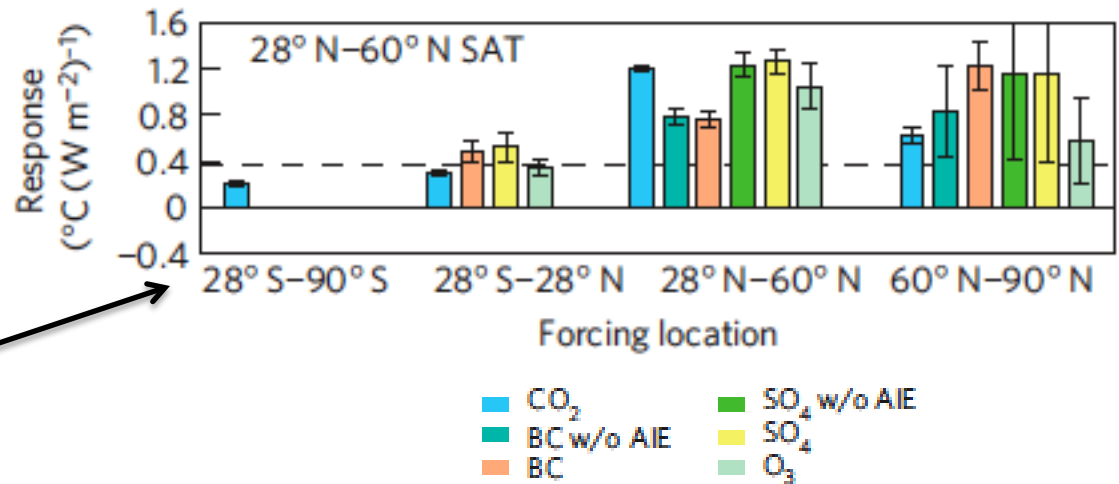 1.6
28° N–60° N SAT
1.2
0.8
0.4
0
−0.4
Response
(°C (W m⁻²)⁻¹)
28° S–90° S 28° S–28° N 28° N–60° N 60° N–90° N
Forcing location
CO₂ SO₄ w/o AIE
BC w/o AIE SO₄
BC O₃